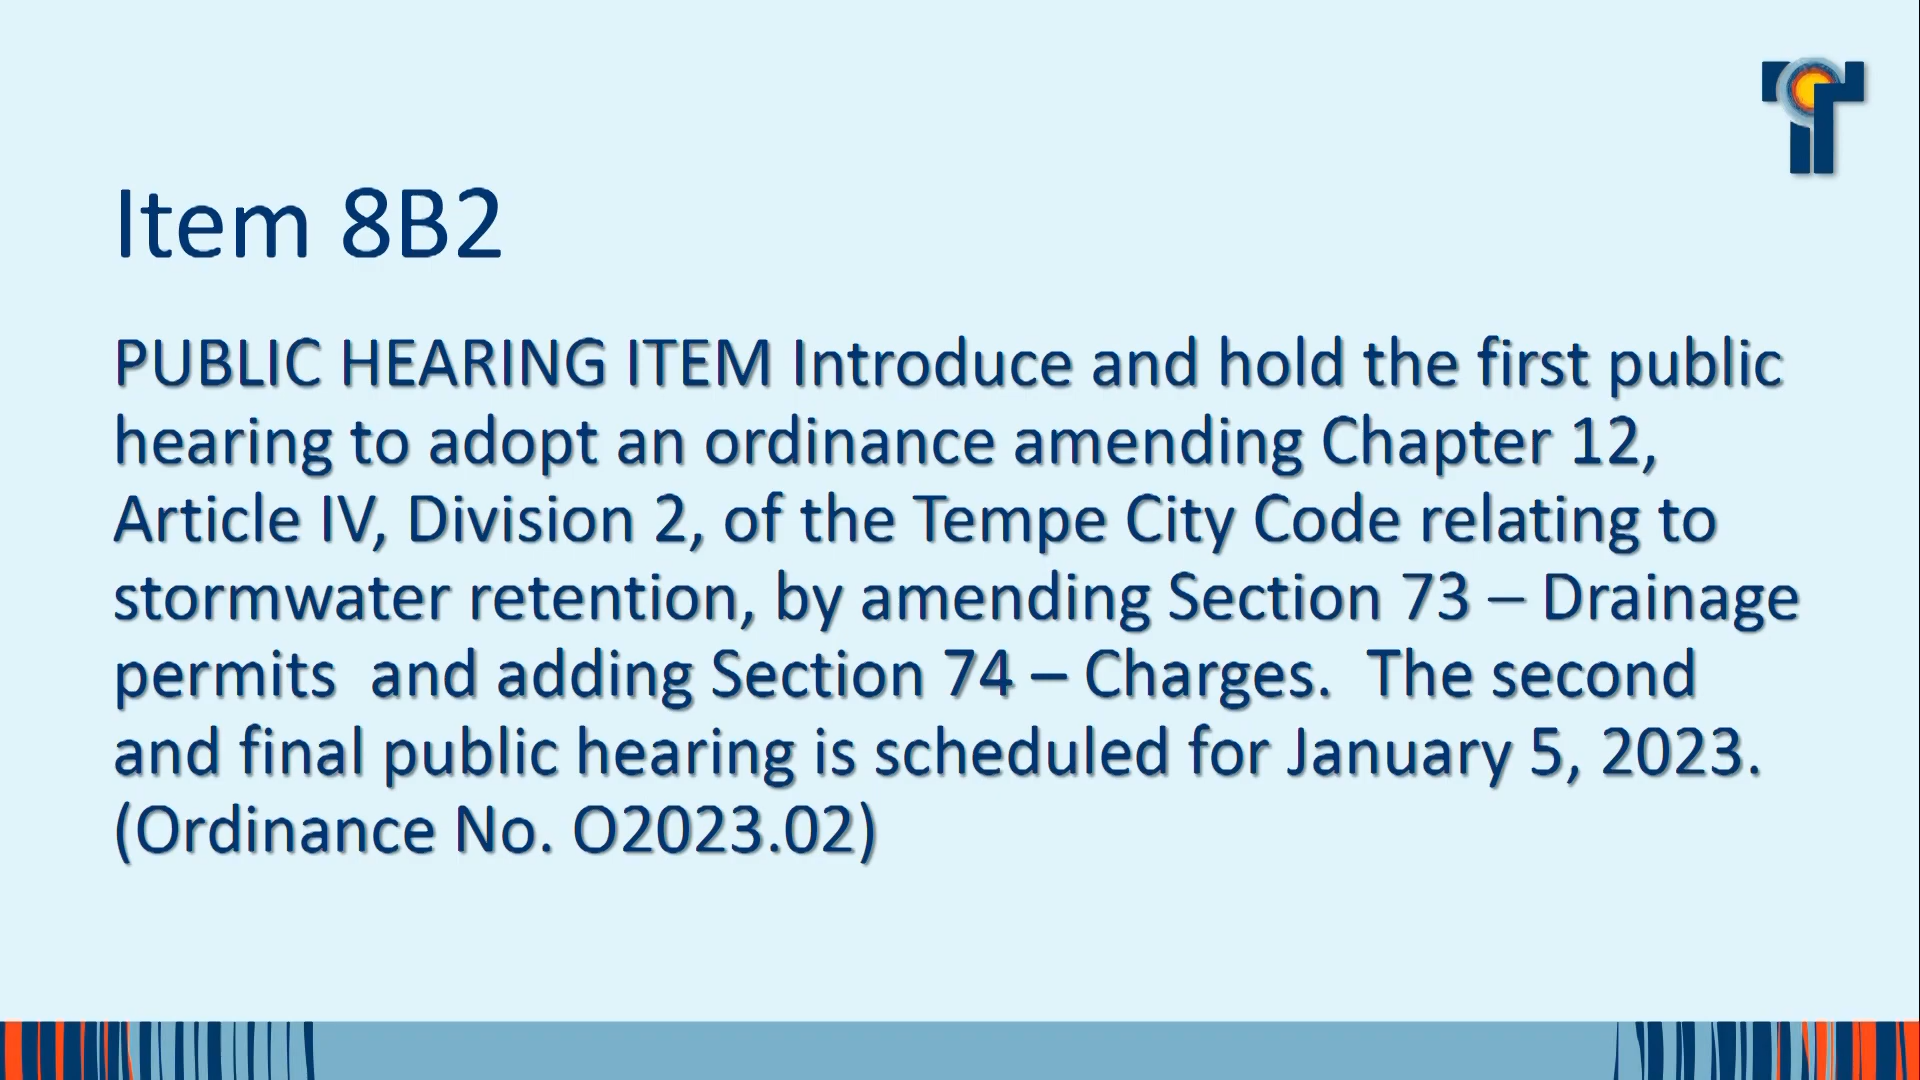 Item 8B2
PUBLIC HEARING ITEM Introduce and hold the first public
hearing to adopt an ordinance amending Chapter 12,
Article IV, Division 2, of the Tempe City Code relating to
stormwater retention, by amending Section 73 – Drainage
permits  and adding Section 74 – Charges.  The second
and final public hearing is scheduled for January 5, 2023.
(Ordinance No. O2023.02)